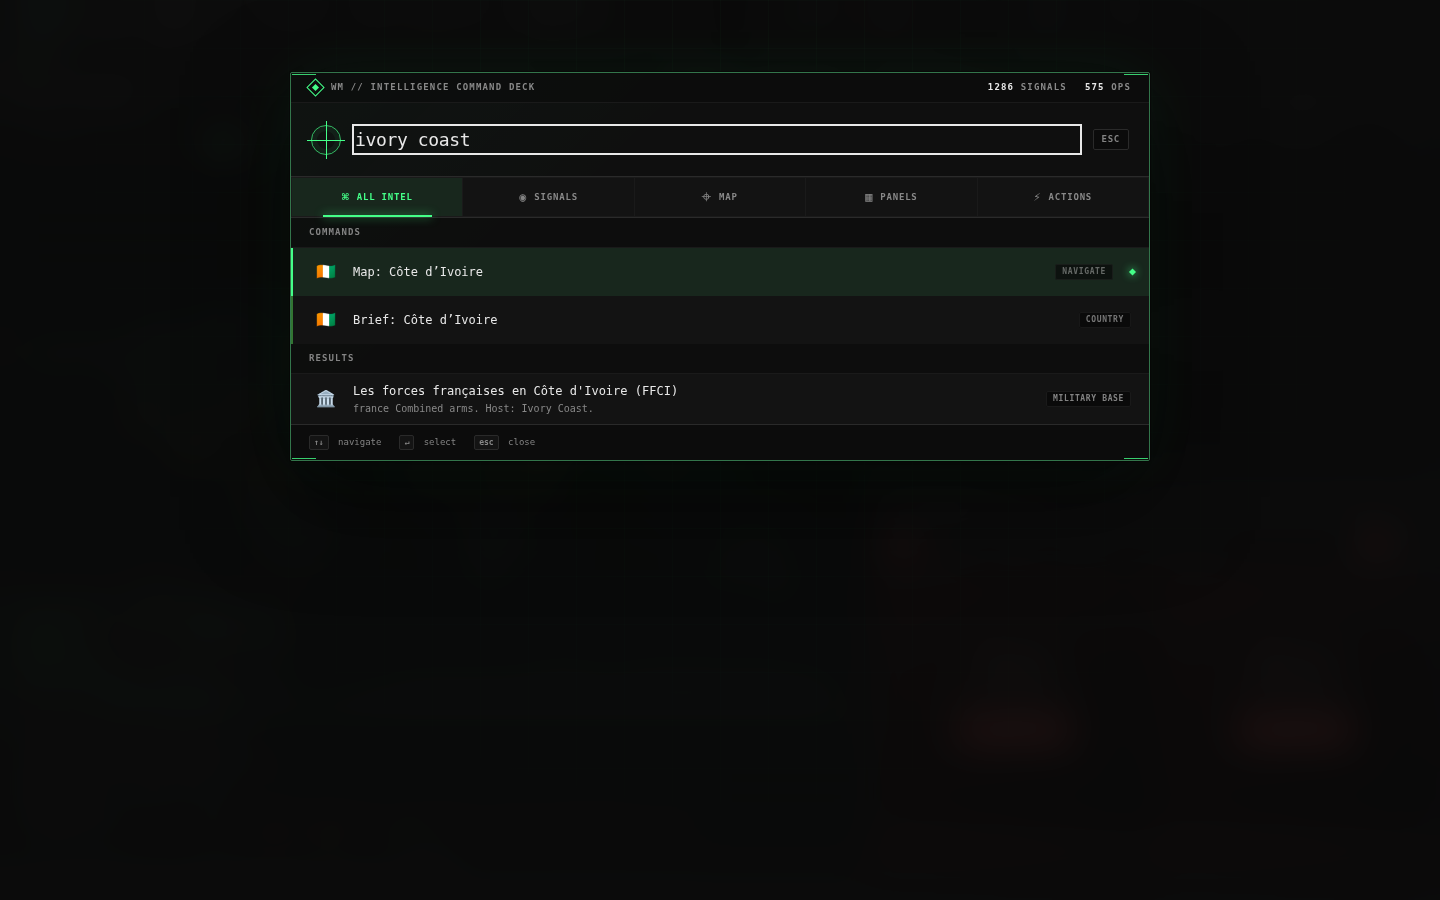 WM // INTELLIGENCE COMMAND DECK
1286 SIGNALS 575 OPS
ivory coast
ESC
⌘ ALL INTEL
◉ SIGNALS
⌖ MAP
▦ PANELS
⚡ ACTIONS
COMMANDS
Map: Côte d’Ivoire
NAVIGATE
Brief: Côte d’Ivoire
COUNTRY
RESULTS
Les forces françaises en Côte d'Ivoire (FFCI)
france Combined arms. Host: Ivory Coast.
MILITARY BASE
↑↓ navigate ↵ select esc close